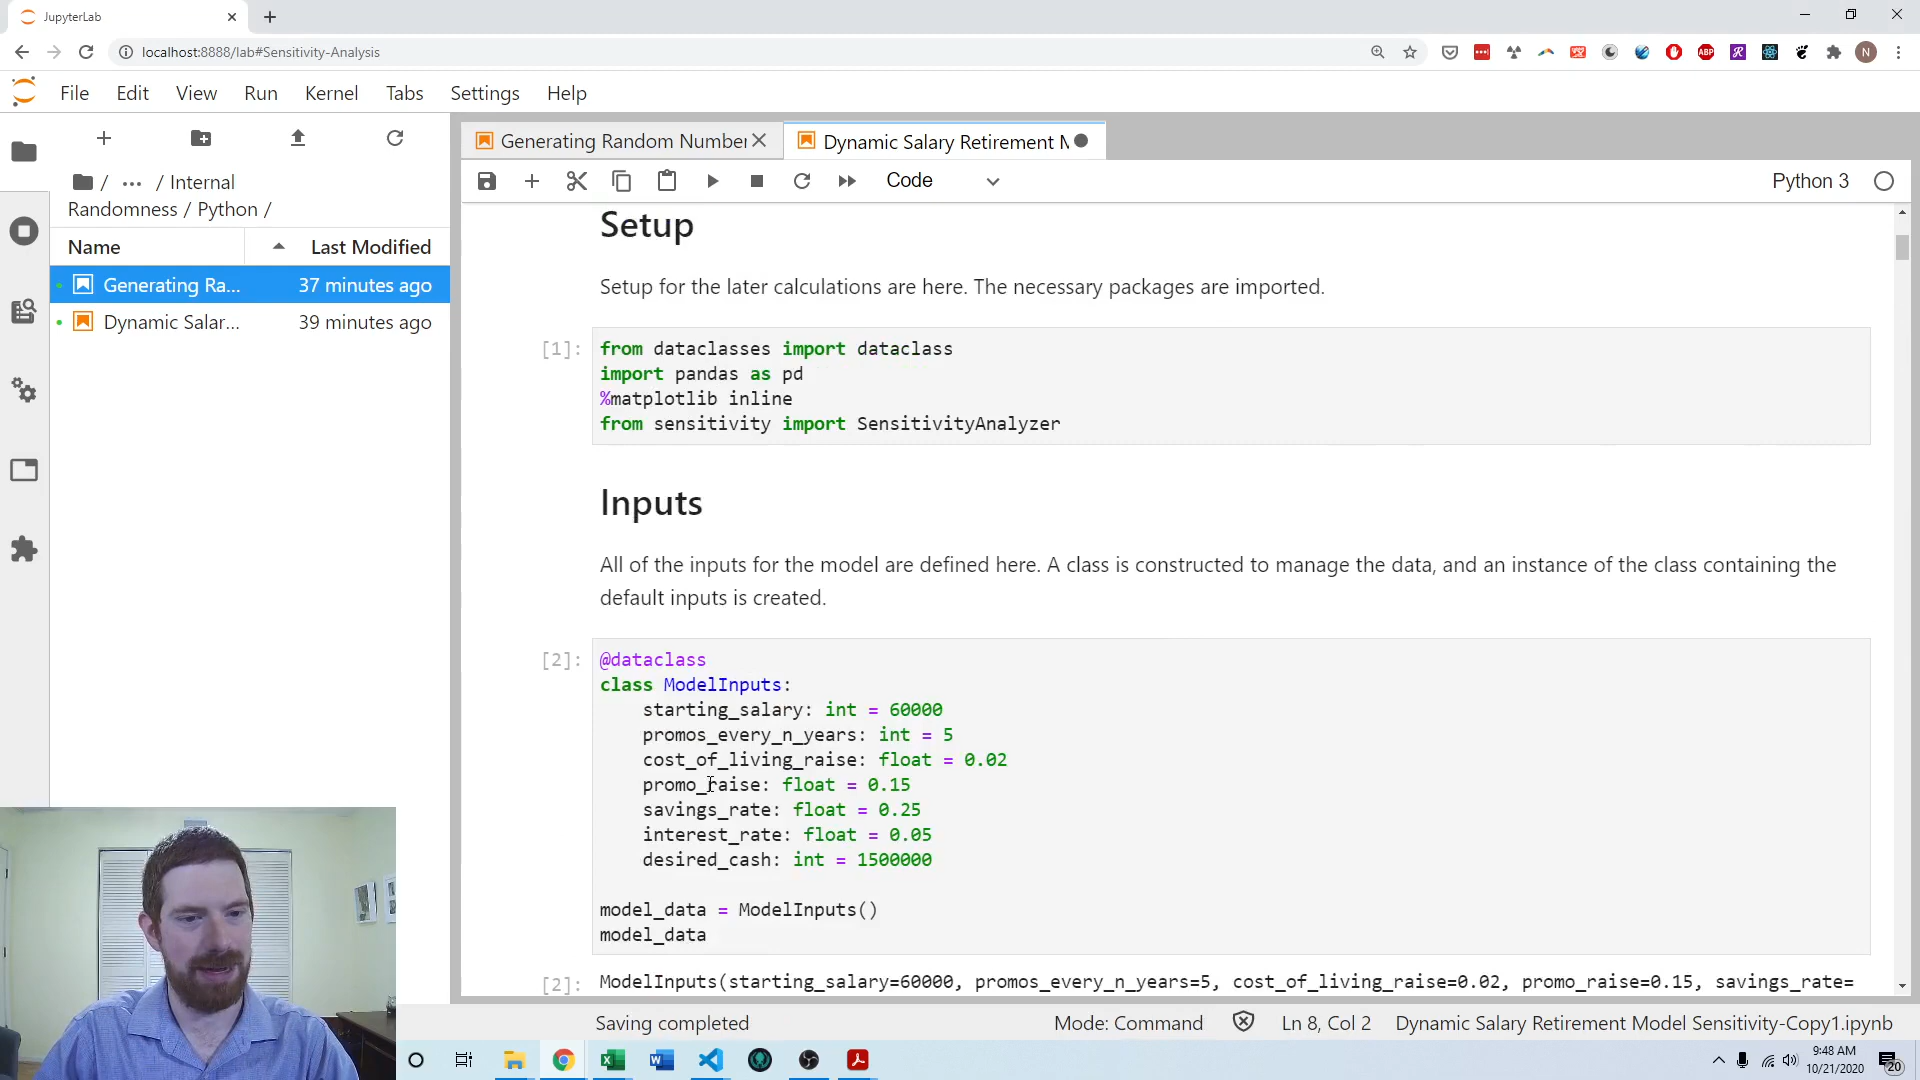 JupyterLab
localhost:8888/lab#Sensitivity-Analysis
N
File Edit View Run Kernel Tabs Settings Help
Generating Random Number
Dynamic Salary Retirement M
/ ... / Internal
Randomness / Python /
Code
Python 3
Name Last Modified
Generating Ra... 37 minutes ago
Dynamic Salar... 39 minutes ago
Setup
Setup for the later calculations are here. The necessary packages are imported.
[1]: from dataclasses import dataclass
import pandas as pd
%matplotlib inline
from sensitivity import SensitivityAnalyzer
Inputs
All of the inputs for the model are defined here. A class is constructed to manage the data, and an instance of the class containing the
default inputs is created.
[2]: @dataclass
class ModelInputs:
starting_salary: int = 60000
promos_every_n_years: int = 5
cost_of_living_raise: float = 0.02
promo_raise: float = 0.15
savings_rate: float = 0.25
interest_rate: float = 0.05
desired_cash: int = 1500000
model_data = ModelInputs()
model_data
[2]: ModelInputs(starting_salary=60000, promos_every_n_years=5, cost_of_living_raise=0.02, promo_raise=0.15, savings_rate=
Saving completed
Mode: Command
Ln 8, Col 2
Dynamic Salary Retirement Model Sensitivity-Copy1.ipynb
9:48 AM
10/21/2020
20